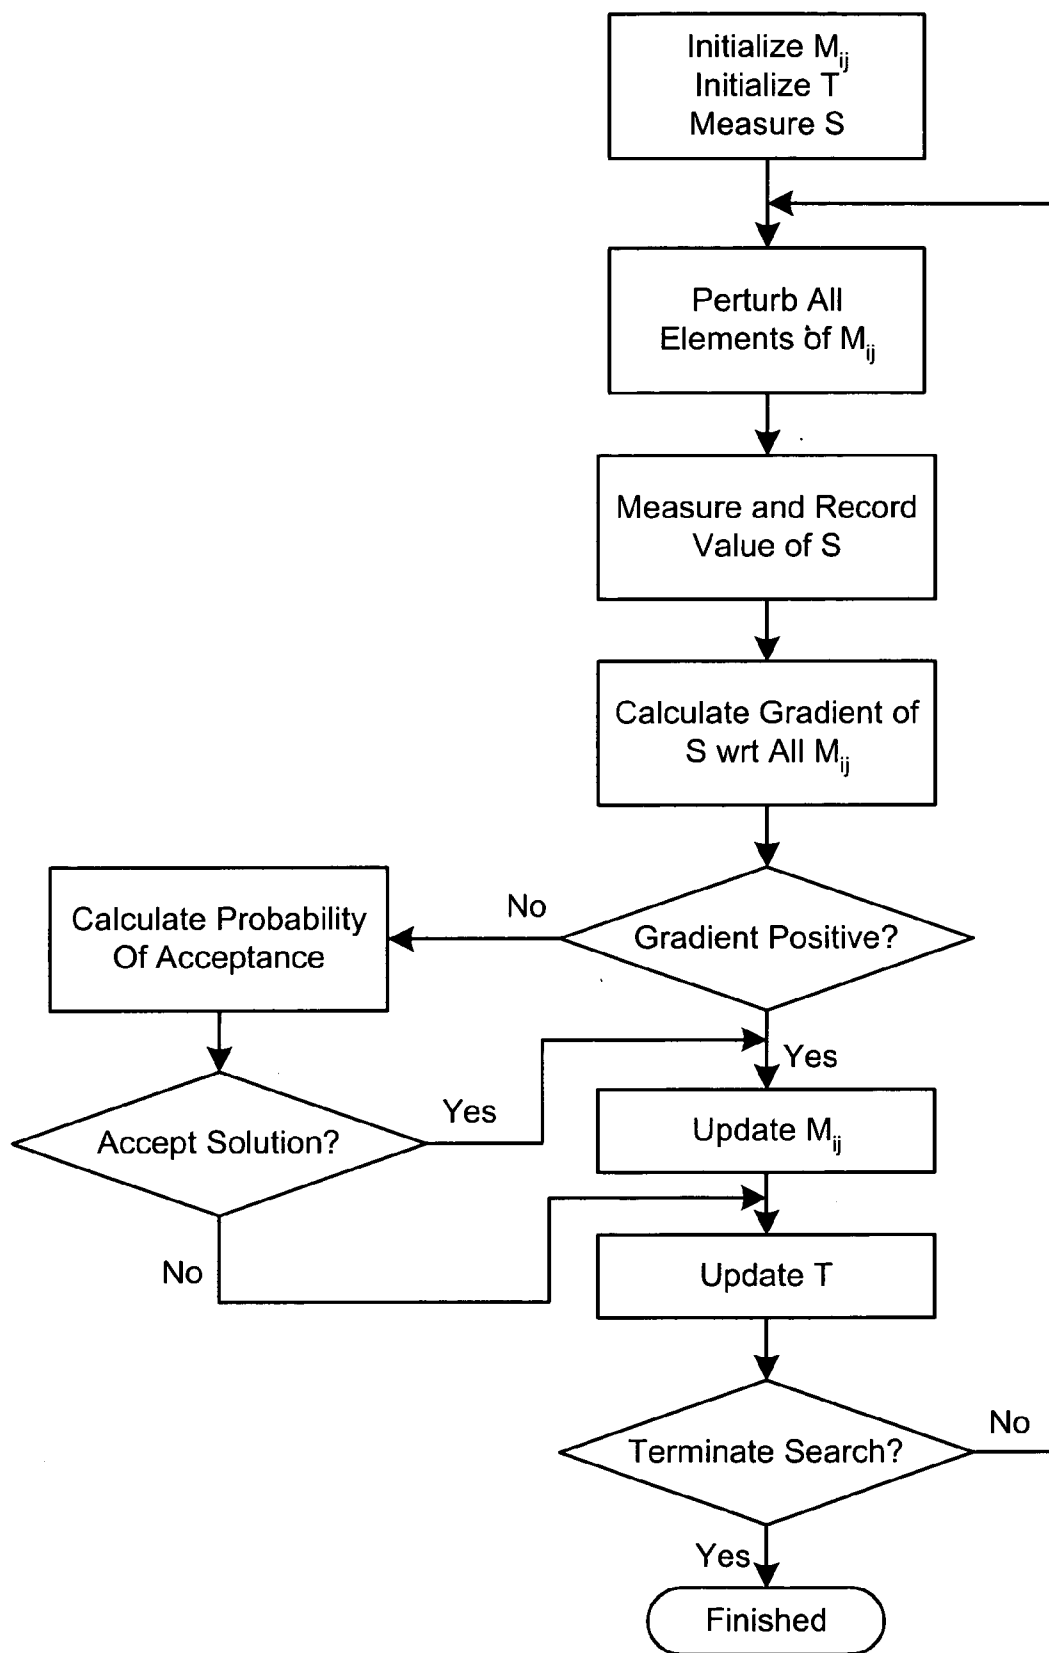 Initialize Mij
Initialize T
Measure S
Perturb All
Elements of Mij
Measure and Record
Value of S
Calculate Gradient of
S wrt All Mij
Gradient Positive?
No
Calculate Probability
Of Acceptance
Yes
Accept Solution?
Yes
Update Mij
No
Update T
Terminate Search?
No
Yes
Finished